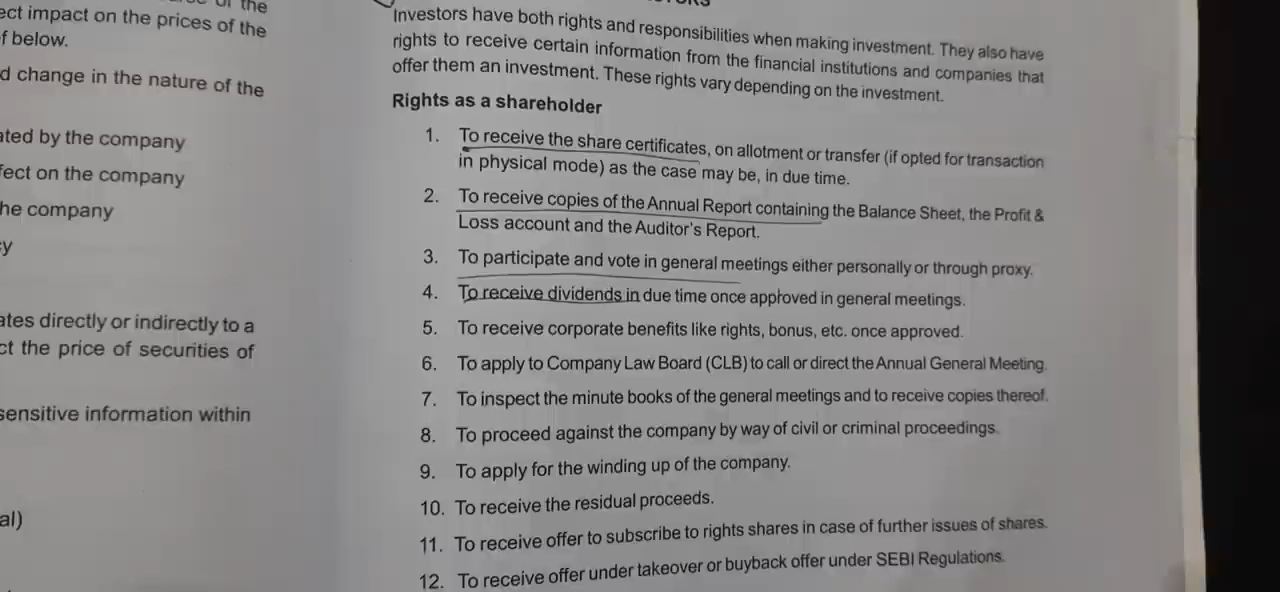 the
ect impact on the prices of the
f below.
d change in the nature of the
ated by the company
fect on the company
he company
y
ates directly or indirectly to a
ct the price of securities of
sensitive information within
al)
Investors have both rights and responsibilities when making investment. They also have
rights to receive certain information from the financial institutions and companies that
offer them an investment. These rights vary depending on the investment.
Rights as a shareholder
1. To receive the share certificates, on allotment or transfer (if opted for transaction
in physical mode) as the case may be, in due time.
2. To receive copies of the Annual Report containing the Balance Sheet, the Profit &
Loss account and the Auditor's Report.
3. To participate and vote in general meetings either personally or through proxy.
4. To receive dividends in due time once approved in general meetings.
5. To receive corporate benefits like rights, bonus, etc. once approved.
6. To apply to Company Law Board (CLB) to call or direct the Annual General Meeting.
7. To inspect the minute books of the general meetings and to receive copies thereof.
8. To proceed against the company by way of civil or criminal proceedings.
9. To apply for the winding up of the company.
10. To receive the residual proceeds.
11. To receive offer to subscribe to rights shares in case of further issues of shares.
12. To receive offer under takeover or buyback offer under SEBI Regulations.